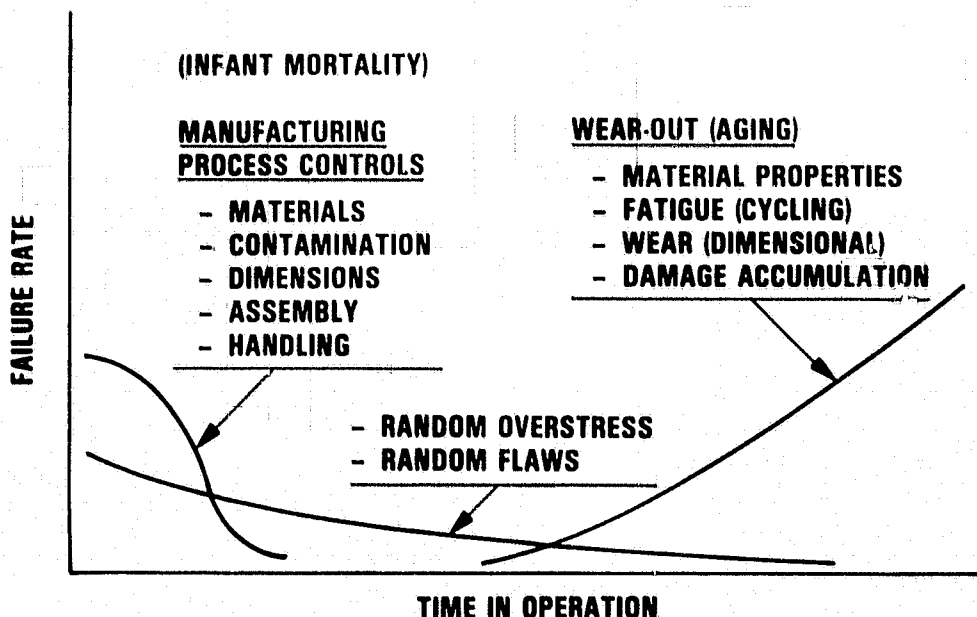 (INFANT MORTALITY)
MANUFACTURING
PROCESS CONTROLS
- MATERIALS
- CONTAMINATION
- DIMENSIONS
- ASSEMBLY
- HANDLING
WEAR-OUT (AGING)
- MATERIAL PROPERTIES
- FATIGUE (CYCLING)
- WEAR (DIMENSIONAL)
- DAMAGE ACCUMULATION
- RANDOM OVERSTRESS
- RANDOM FLAWS
FAILURE RATE
TIME IN OPERATION